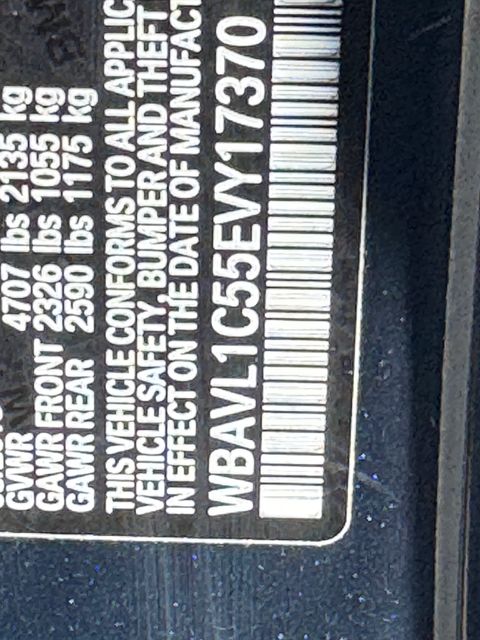 GVWR 4707 lbs 2135 kg
GAWR FRONT 2326 lbs 1055 kg
GAWR REAR 2590 lbs 1175 kg
THIS VEHICLE CONFORMS TO ALL APPLIC
VEHICLE SAFETY, BUMPER AND THEFT
IN EFFECT ON THE DATE OF MANUFACT
WBAVL1C55EVY17370